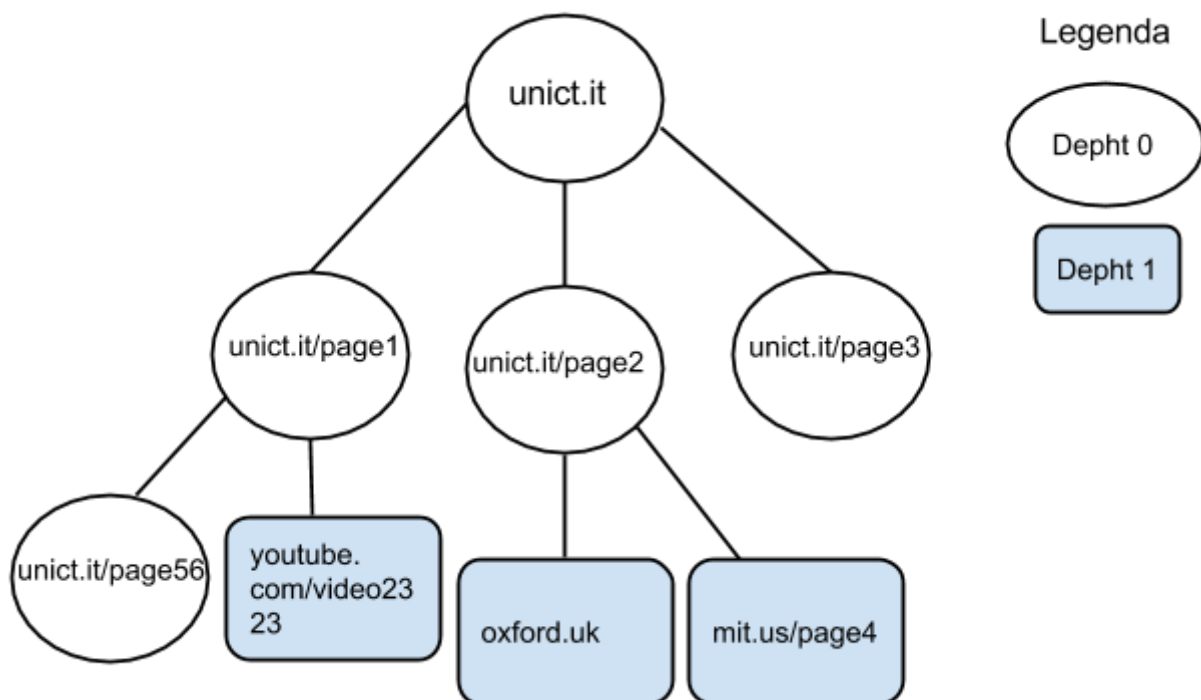 unict.it
Legenda
Depht 0
Depht 1
unict.it/page1
unict.it/page2
unict.it/page3
unict.it/page56
youtube.
com/video23
23
oxford.uk
mit.us/page4